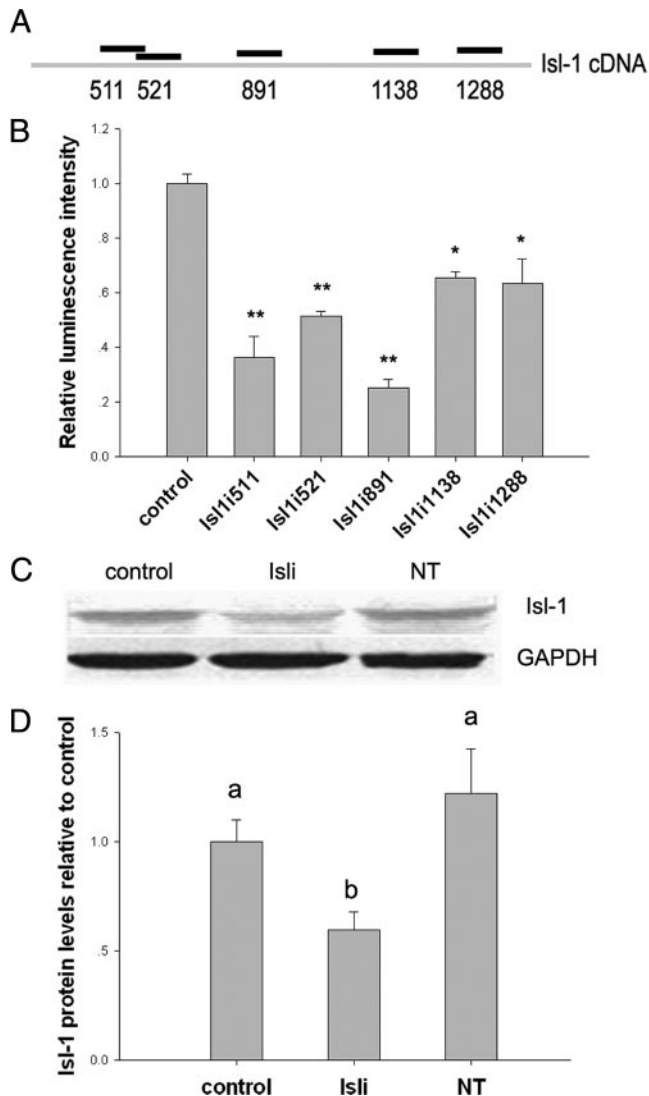 A
Isl-1 cDNA
511 521 891 1138 1288
B
Relative luminescence intensity
1.2
1.0
.8
.6
.4
.2
0.0
** ** ** * *
control Isl1i511 Isl1i521 Isl1i891 Isl1i1138 Isl1i1288
C
control Isli NT
Isl-1
GAPDH
D
Isl-1 protein levels relative to control
1.5
1.0
.5
0.0
a b a
control Isli NT